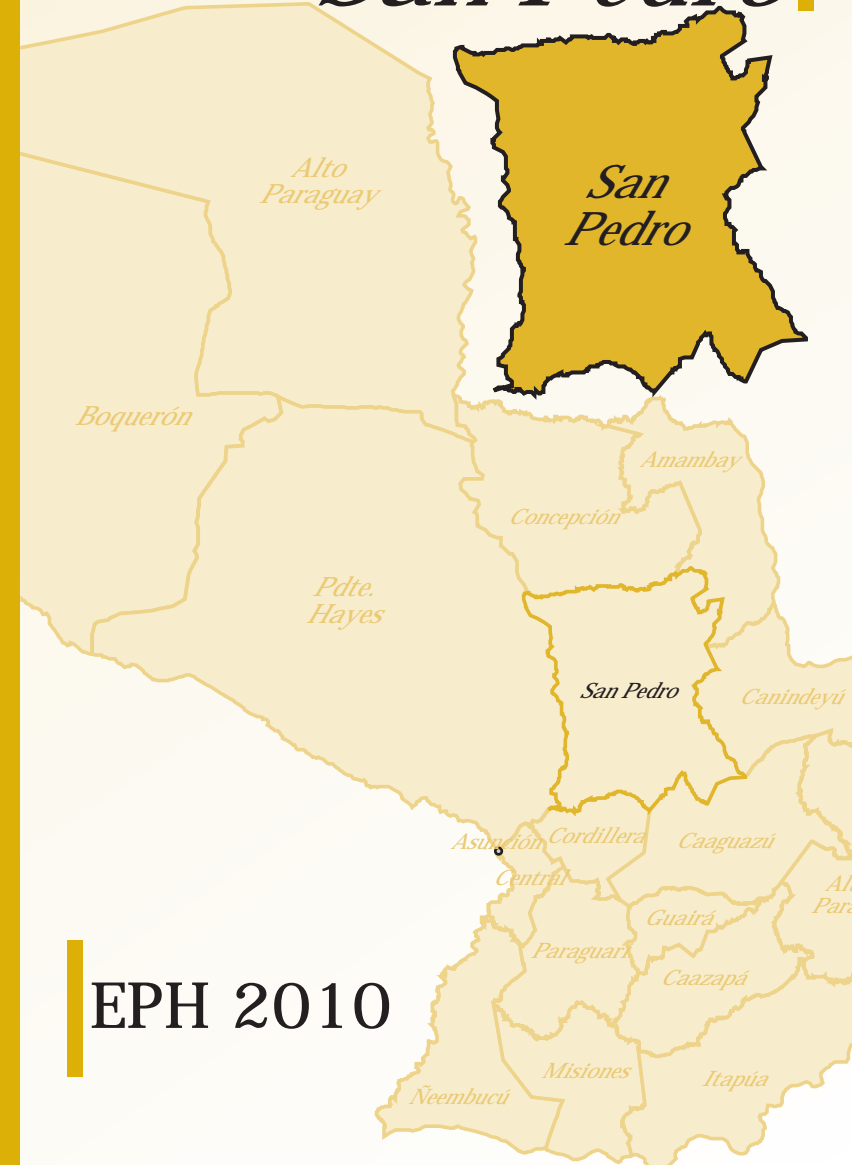 San Pedro
San
Pedro
Alto
Paraguay
Boquerón
Amambay
Concepción
Pdte.
Hayes
San Pedro
Canindeyú
Asunción
Cordillera
Caaguazú
Central
Guairá
Paraguarí
Caazapá
EPH 2010
Misiones
Itapúa
Ñeembucú